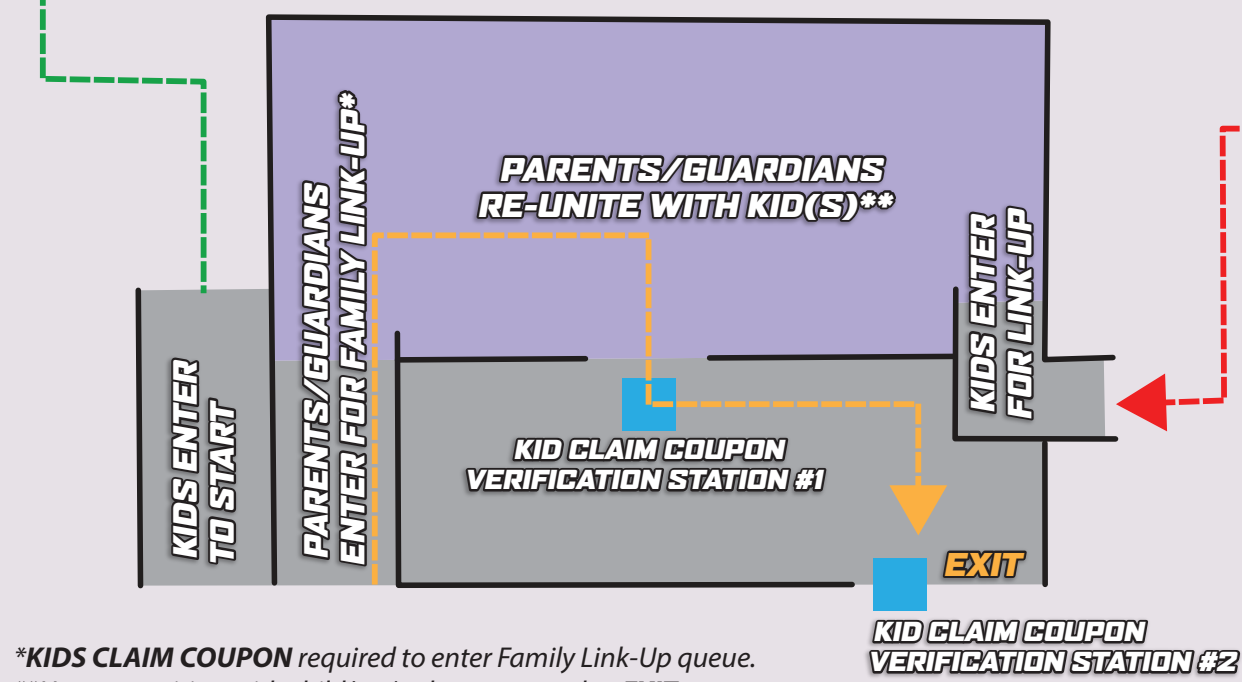 PARENTS/GUARDIANS
RE-UNITE WITH KID(S)**
KIDS ENTER
TO START
PARENTS/GUARDIANS
ENTER FOR FAMILY LINK-UP*
KIDS ENTER
FOR LINK-UP
KID CLAIM COUPON
VERIFICATION STATION #1
EXIT
KID CLAIM COUPON
VERIFICATION STATION #2
*KIDS CLAIM COUPON required to enter Family Link-Up queue.